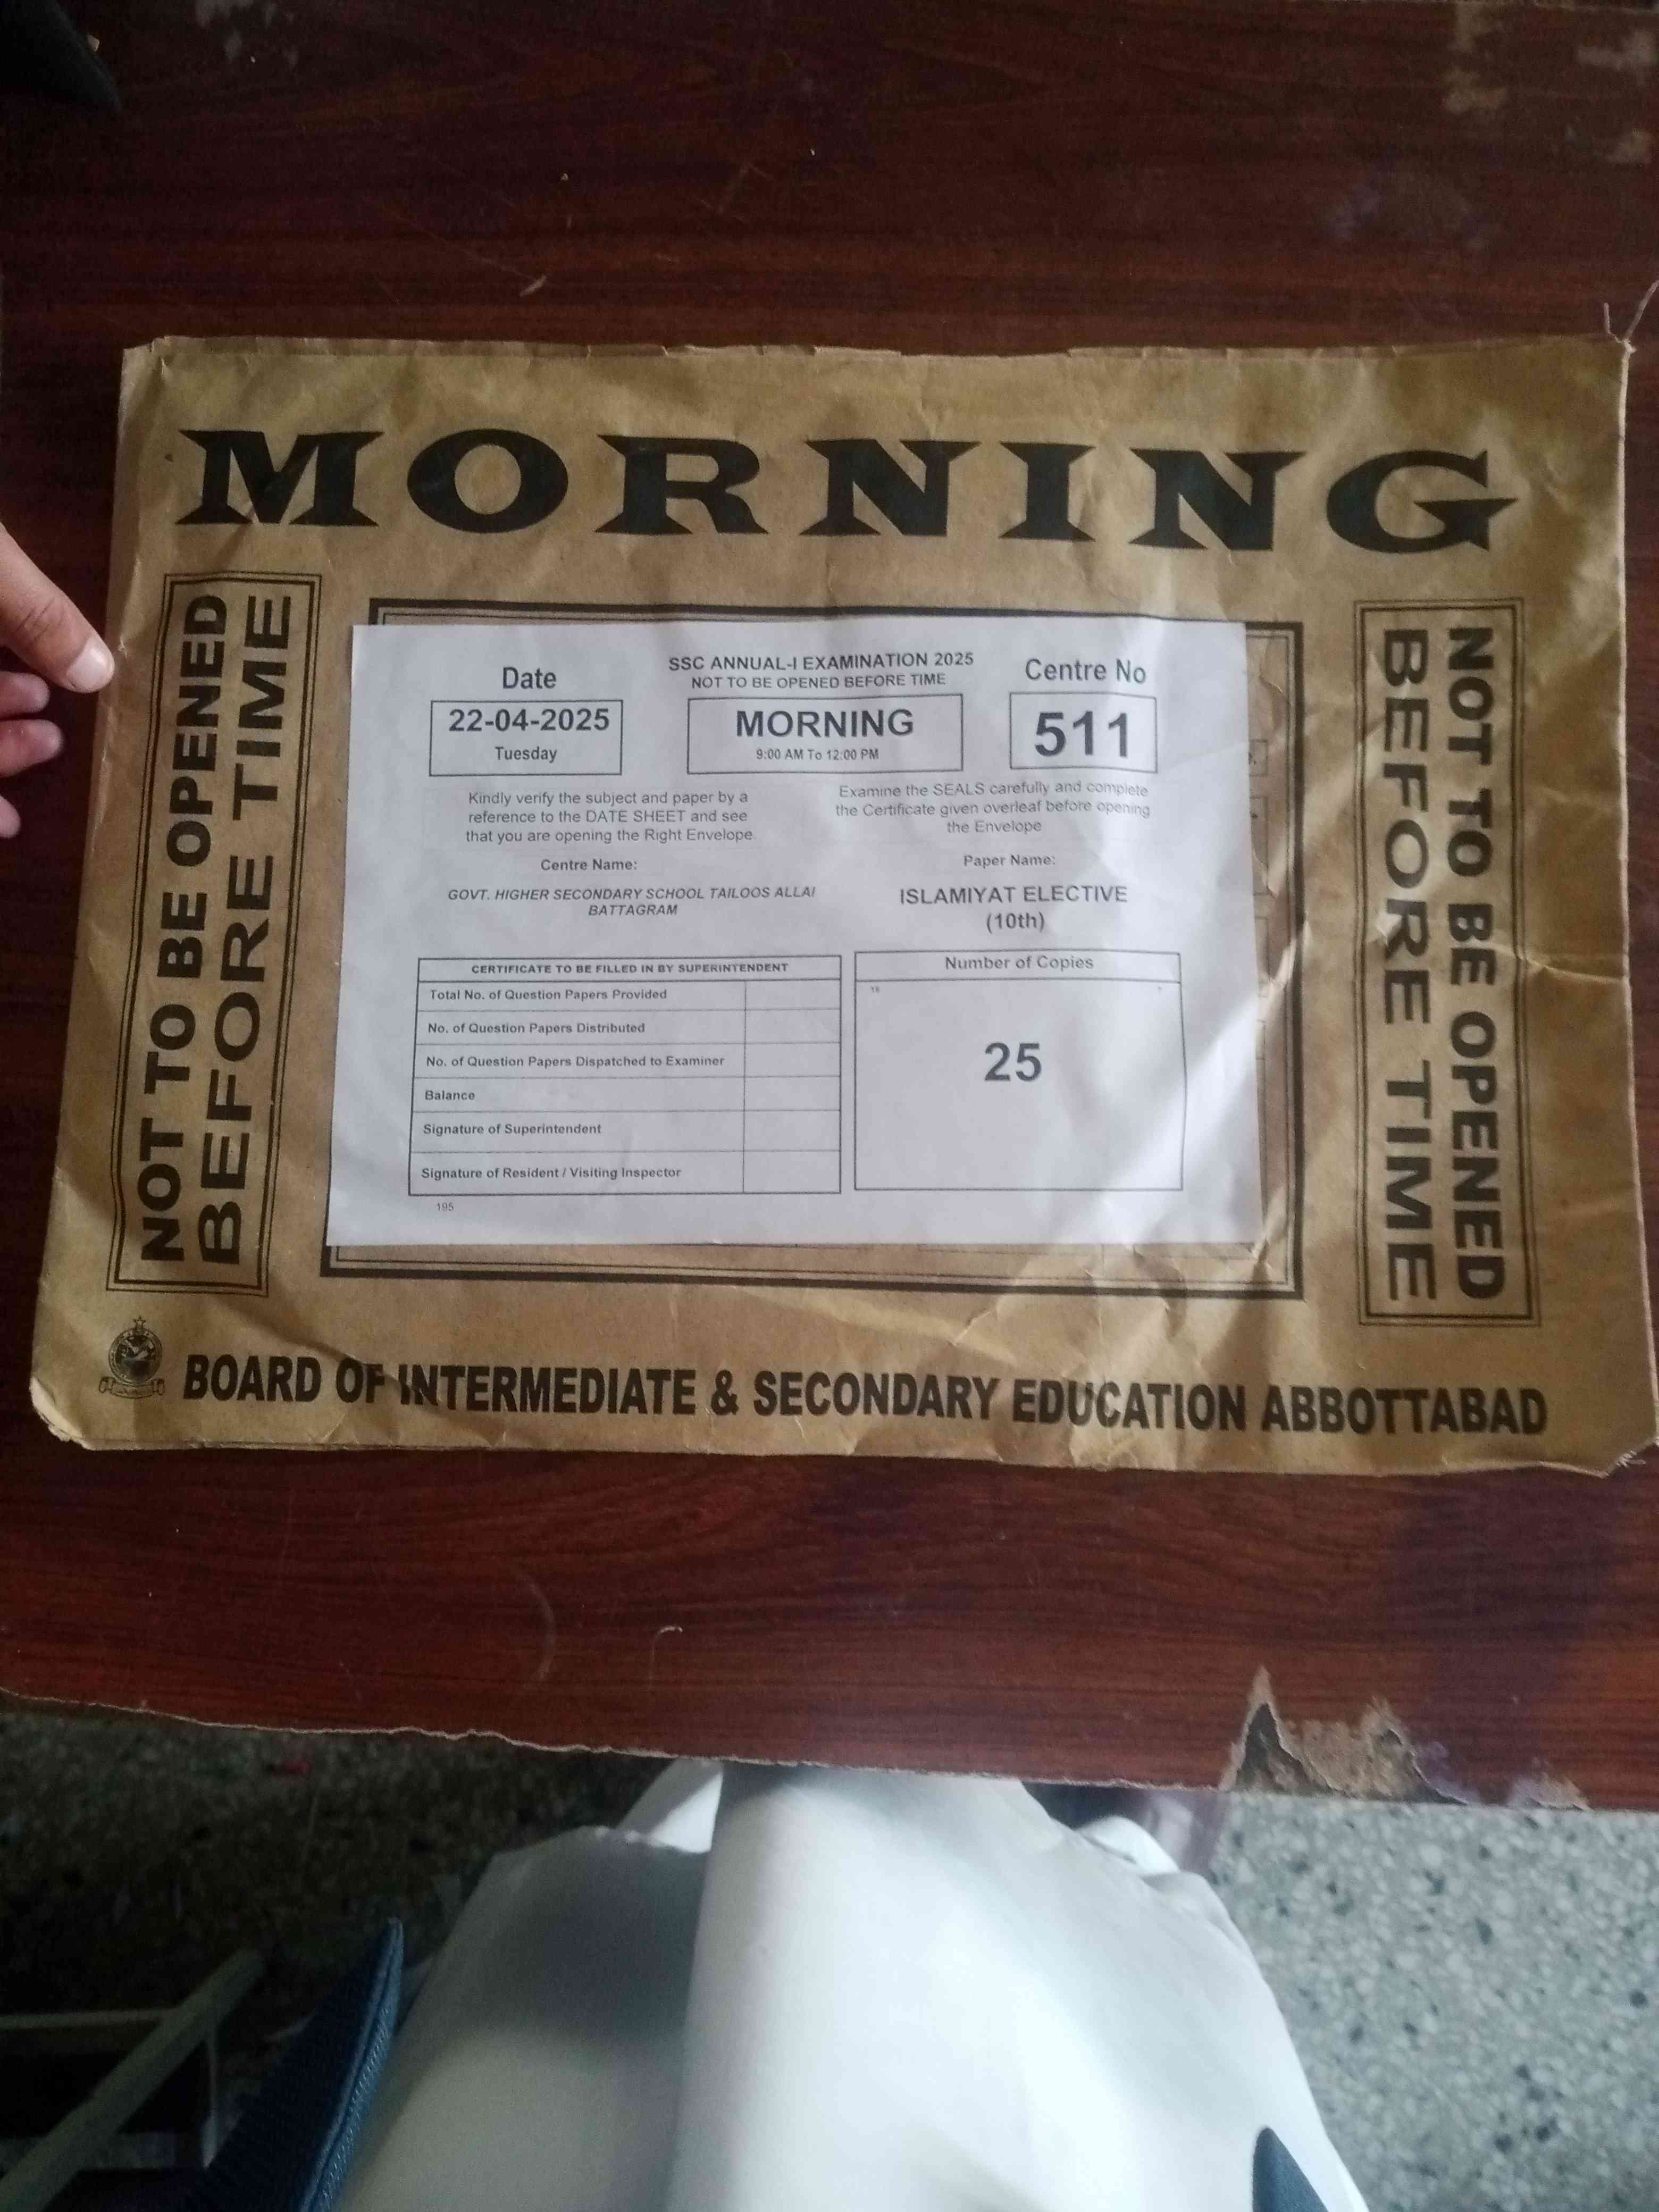 MORNING
NOT TO BE OPENED
BEFORE TIME
Date
22-04-2025
Tuesday
SSC ANNUAL-I EXAMINATION 2025
NOT TO BE OPENED BEFORE TIME
MORNING
9:00 AM To 12:00 PM
Centre No
511
Kindly verify the subject and paper by a
reference to the DATE SHEET and see
that you are opening the Right Envelope
Examine the SEALS carefully and complete
the Certificate given overleaf before opening
the Envelope
Centre Name:
GOVT. HIGHER SECONDARY SCHOOL TAILOOS ALLAI
BATTAGRAM
Paper Name:
ISLAMIYAT ELECTIVE
(10th)
CERTIFICATE TO BE FILLED IN BY SUPERINTENDENT
Total No. of Question Papers Provided
No. of Question Papers Distributed
No. of Question Papers Dispatched to Examiner
Balance
Signature of Superintendent
Signature of Resident / Visiting Inspector
195
Number of Copies
18
25
NOT TO BE OPENED
BEFORE TIME
BOARD OF INTERMEDIATE & SECONDARY EDUCATION ABBOTTABAD